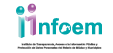 infoem
Instituto de Transparencia, Acceso a la Información Pública y
Protección de Datos Personales del Estado de México y Municipios